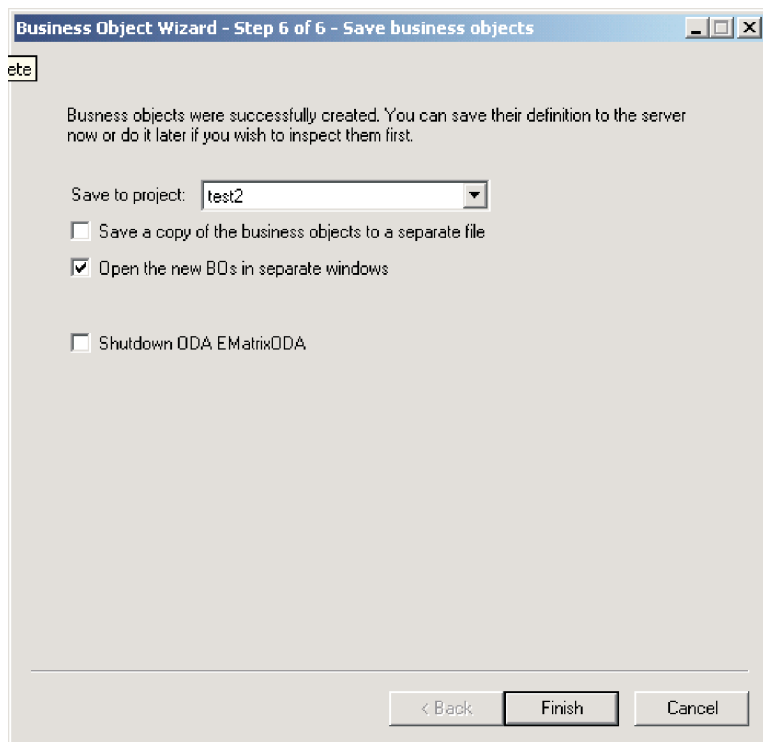 Business Object Wizard - Step 6 of 6 - Save business objects
ete
Busness objects were successfully created. You can save their definition to the server
now or do it later if you wish to inspect them first.
Save to project: test2
Save a copy of the business objects to a separate file
Open the new BOs in separate windows
Shutdown ODA EMatrixODA
< Back Finish Cancel